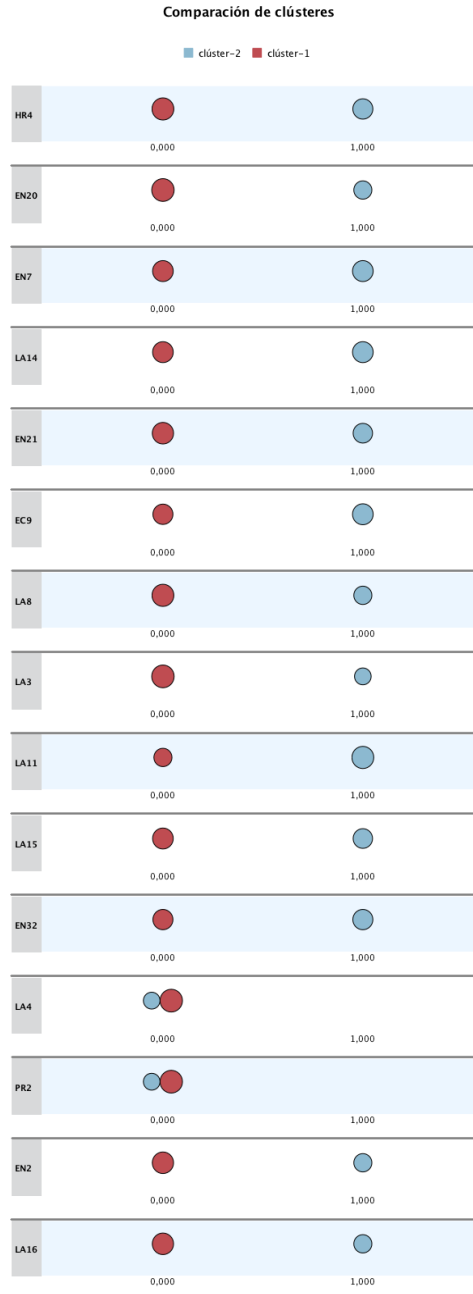 Comparación de clústeres
clúster-2 clúster-1
HR4
0,000 1,000
EN20
0,000 1,000
EN7
0,000 1,000
LA14
0,000 1,000
EN21
0,000 1,000
EC9
0,000 1,000
LA8
0,000 1,000
LA3
0,000 1,000
LA11
0,000 1,000
LA15
0,000 1,000
EN32
0,000 1,000
LA4
0,000 1,000
PR2
0,000 1,000
EN2
0,000 1,000
LA16
0,000 1,000